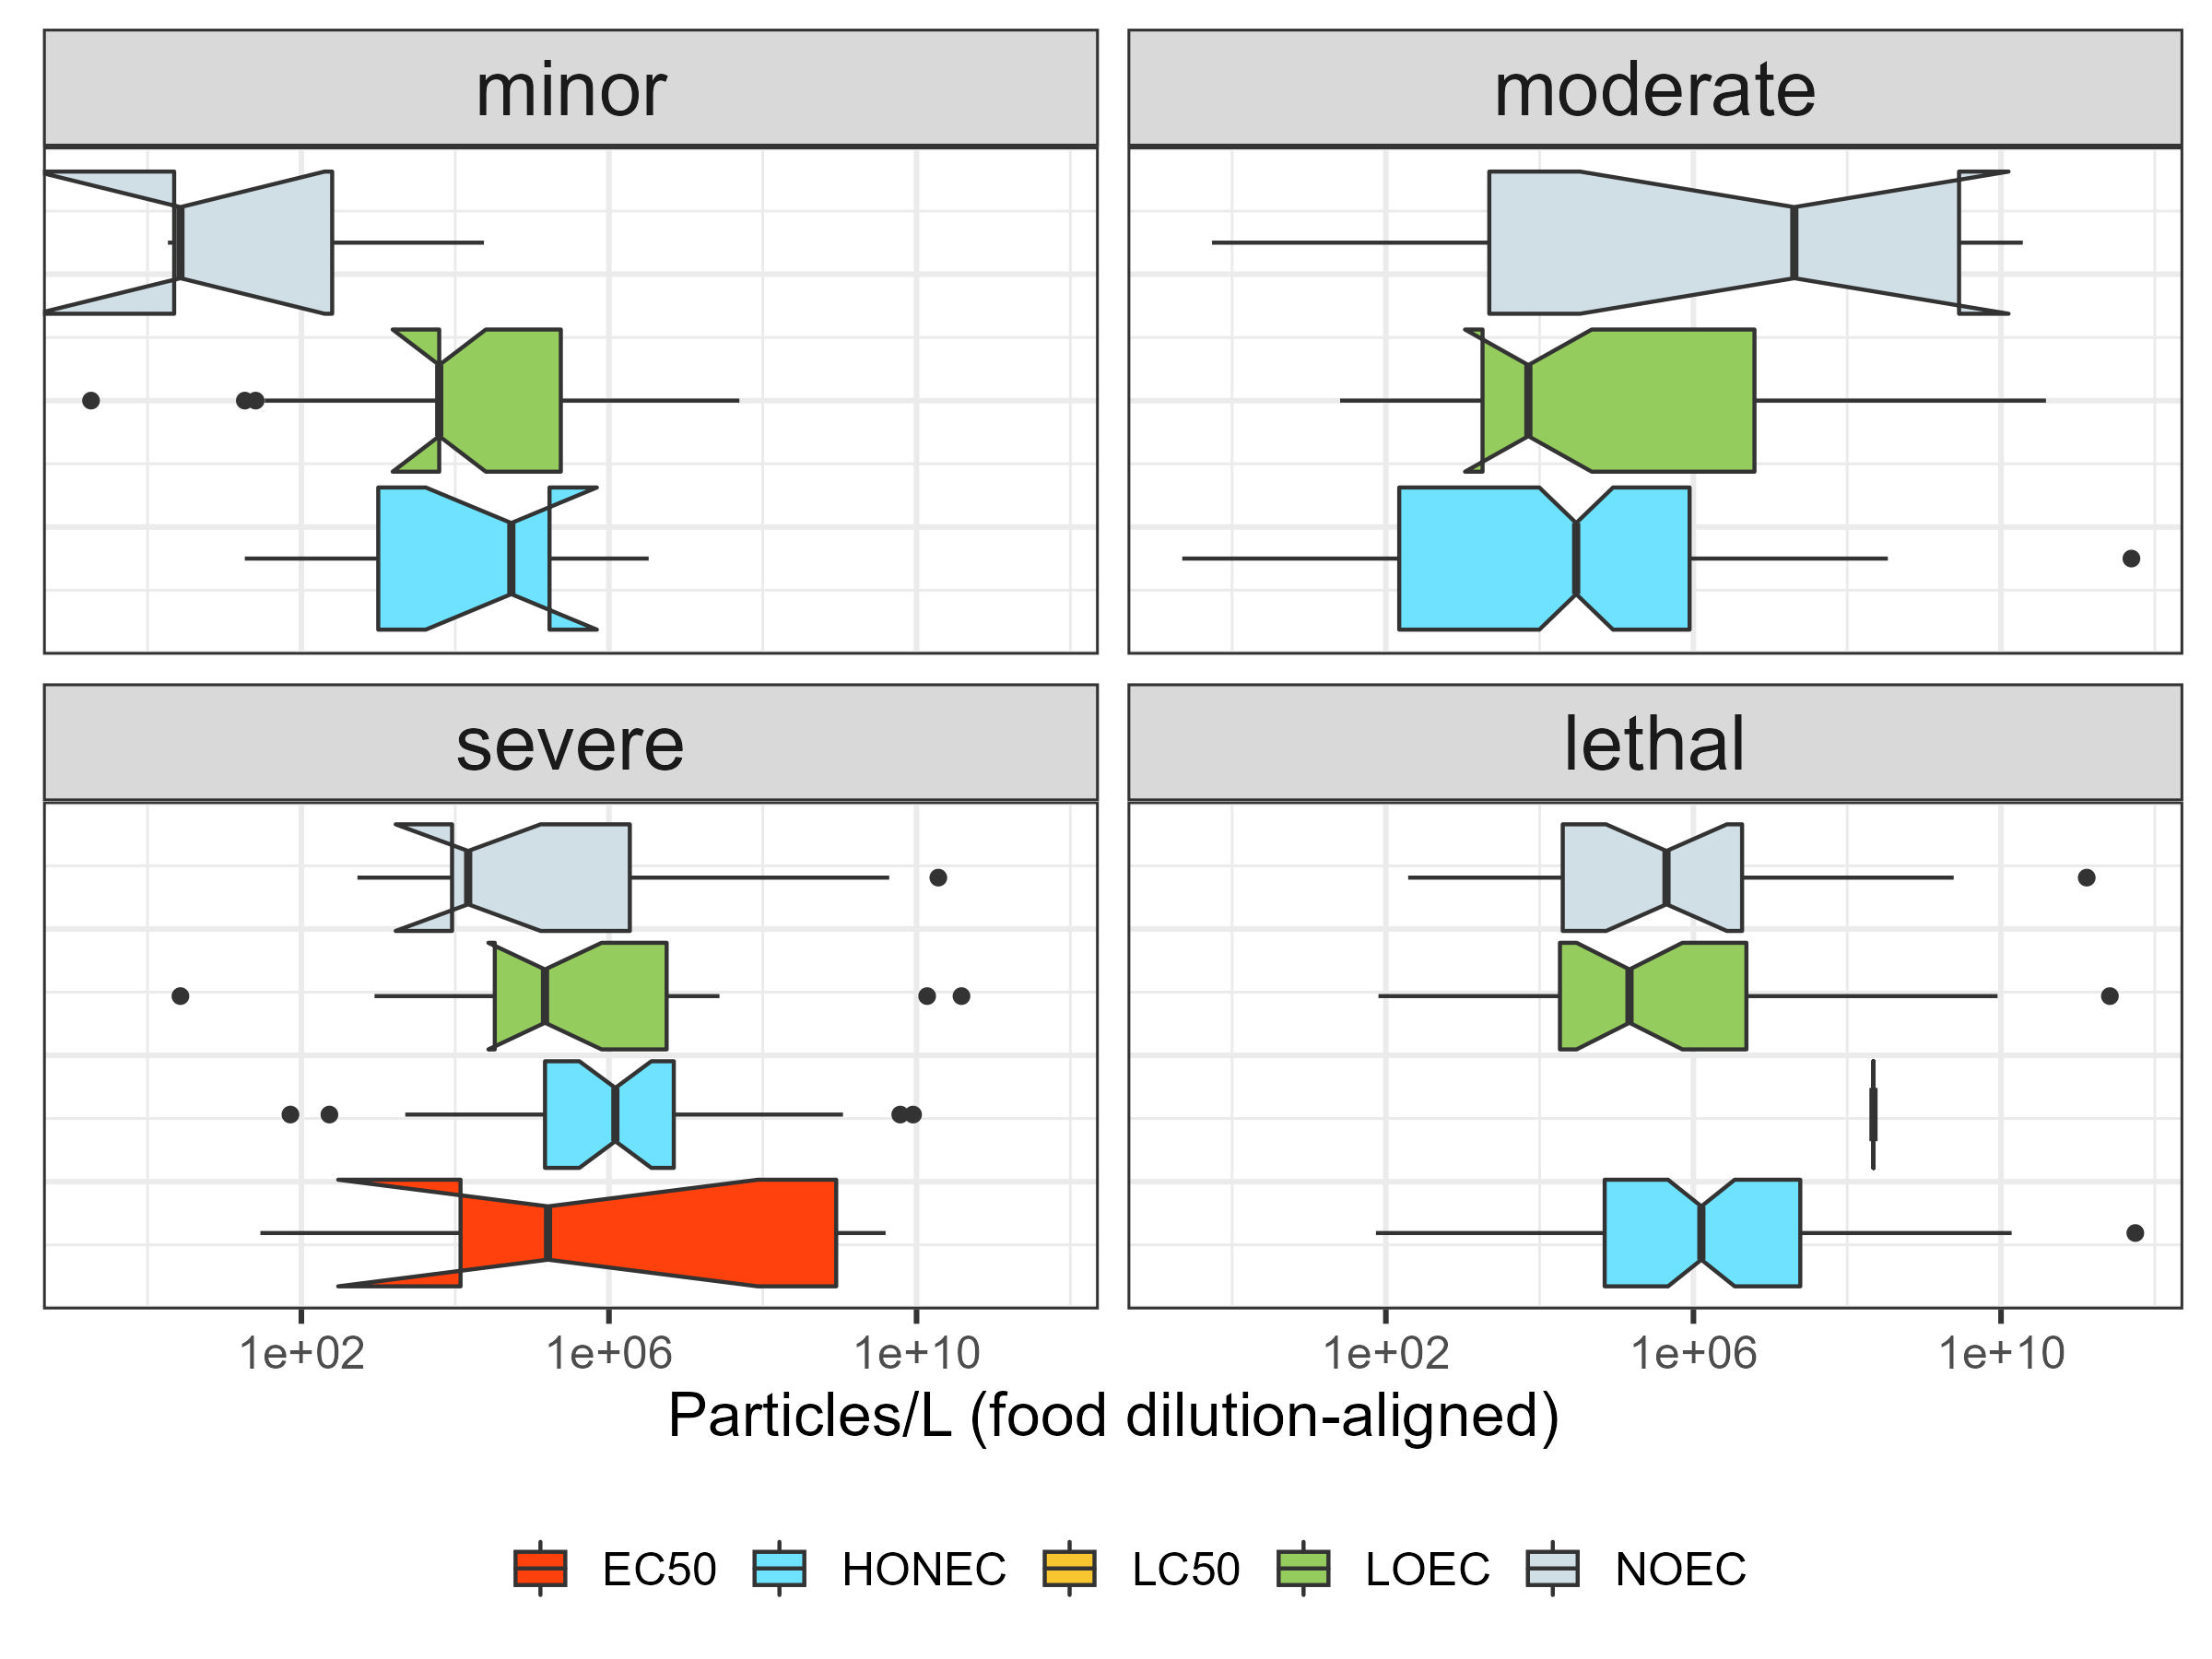 minor
moderate
severe
lethal
1e+02 1e+06 1e+10 1e+02 1e+06 1e+10
Particles/L (food dilution-aligned)
EC50 HONEC LC50 LOEC NOEC